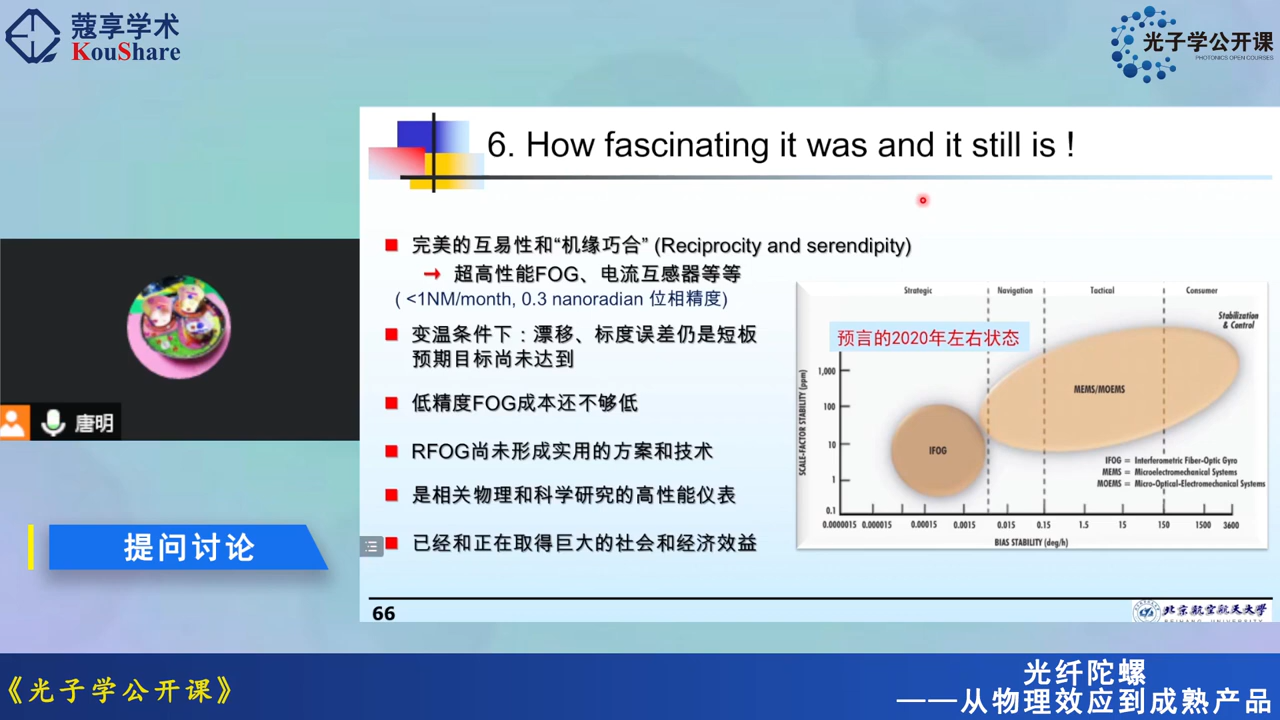 蔻享学术
KouShare
光子学公开课
PHOTONICS OPEN COURSES
6. How fascinating it was and it still is !
完美的互易性和“机缘巧合” (Reciprocity and serendipity)
→ 超高性能FOG、电流互感器等等
( <1NM/month, 0.3 nanoradian 位相精度)
变温条件下：漂移、标度误差仍是短板
预期目标尚未达到
低精度FOG成本还不够低
RFOG尚未形成实用的方案和技术
是相关物理和科学研究的高性能仪表
已经和正在取得巨大的社会和经济效益
Strategic Navigation Tactical Consumer
Stabilization
& Control
预言的2020年左右状态
SCALE-FACTOR STABILITY (ppm)
1,000
100
10
1
0.1
MEMS/MOEMS
IFOG
IFOG = Interferometric Fiber-Optic Gyro
MEMS = Microelectromechanical Systems
MOEMS = Micro-Optical-Electromechanical Systems
0.0000015 0.000015 0.00015 0.0015 0.015 0.15 1.5 15 150 1500 3600
BIAS STABILITY (deg/h)
66
北京航空航天大学
BEIHANG UNIVERSITY
唐明
提问讨论
《光子学公开课》
光纤陀螺
——从物理效应到成熟产品